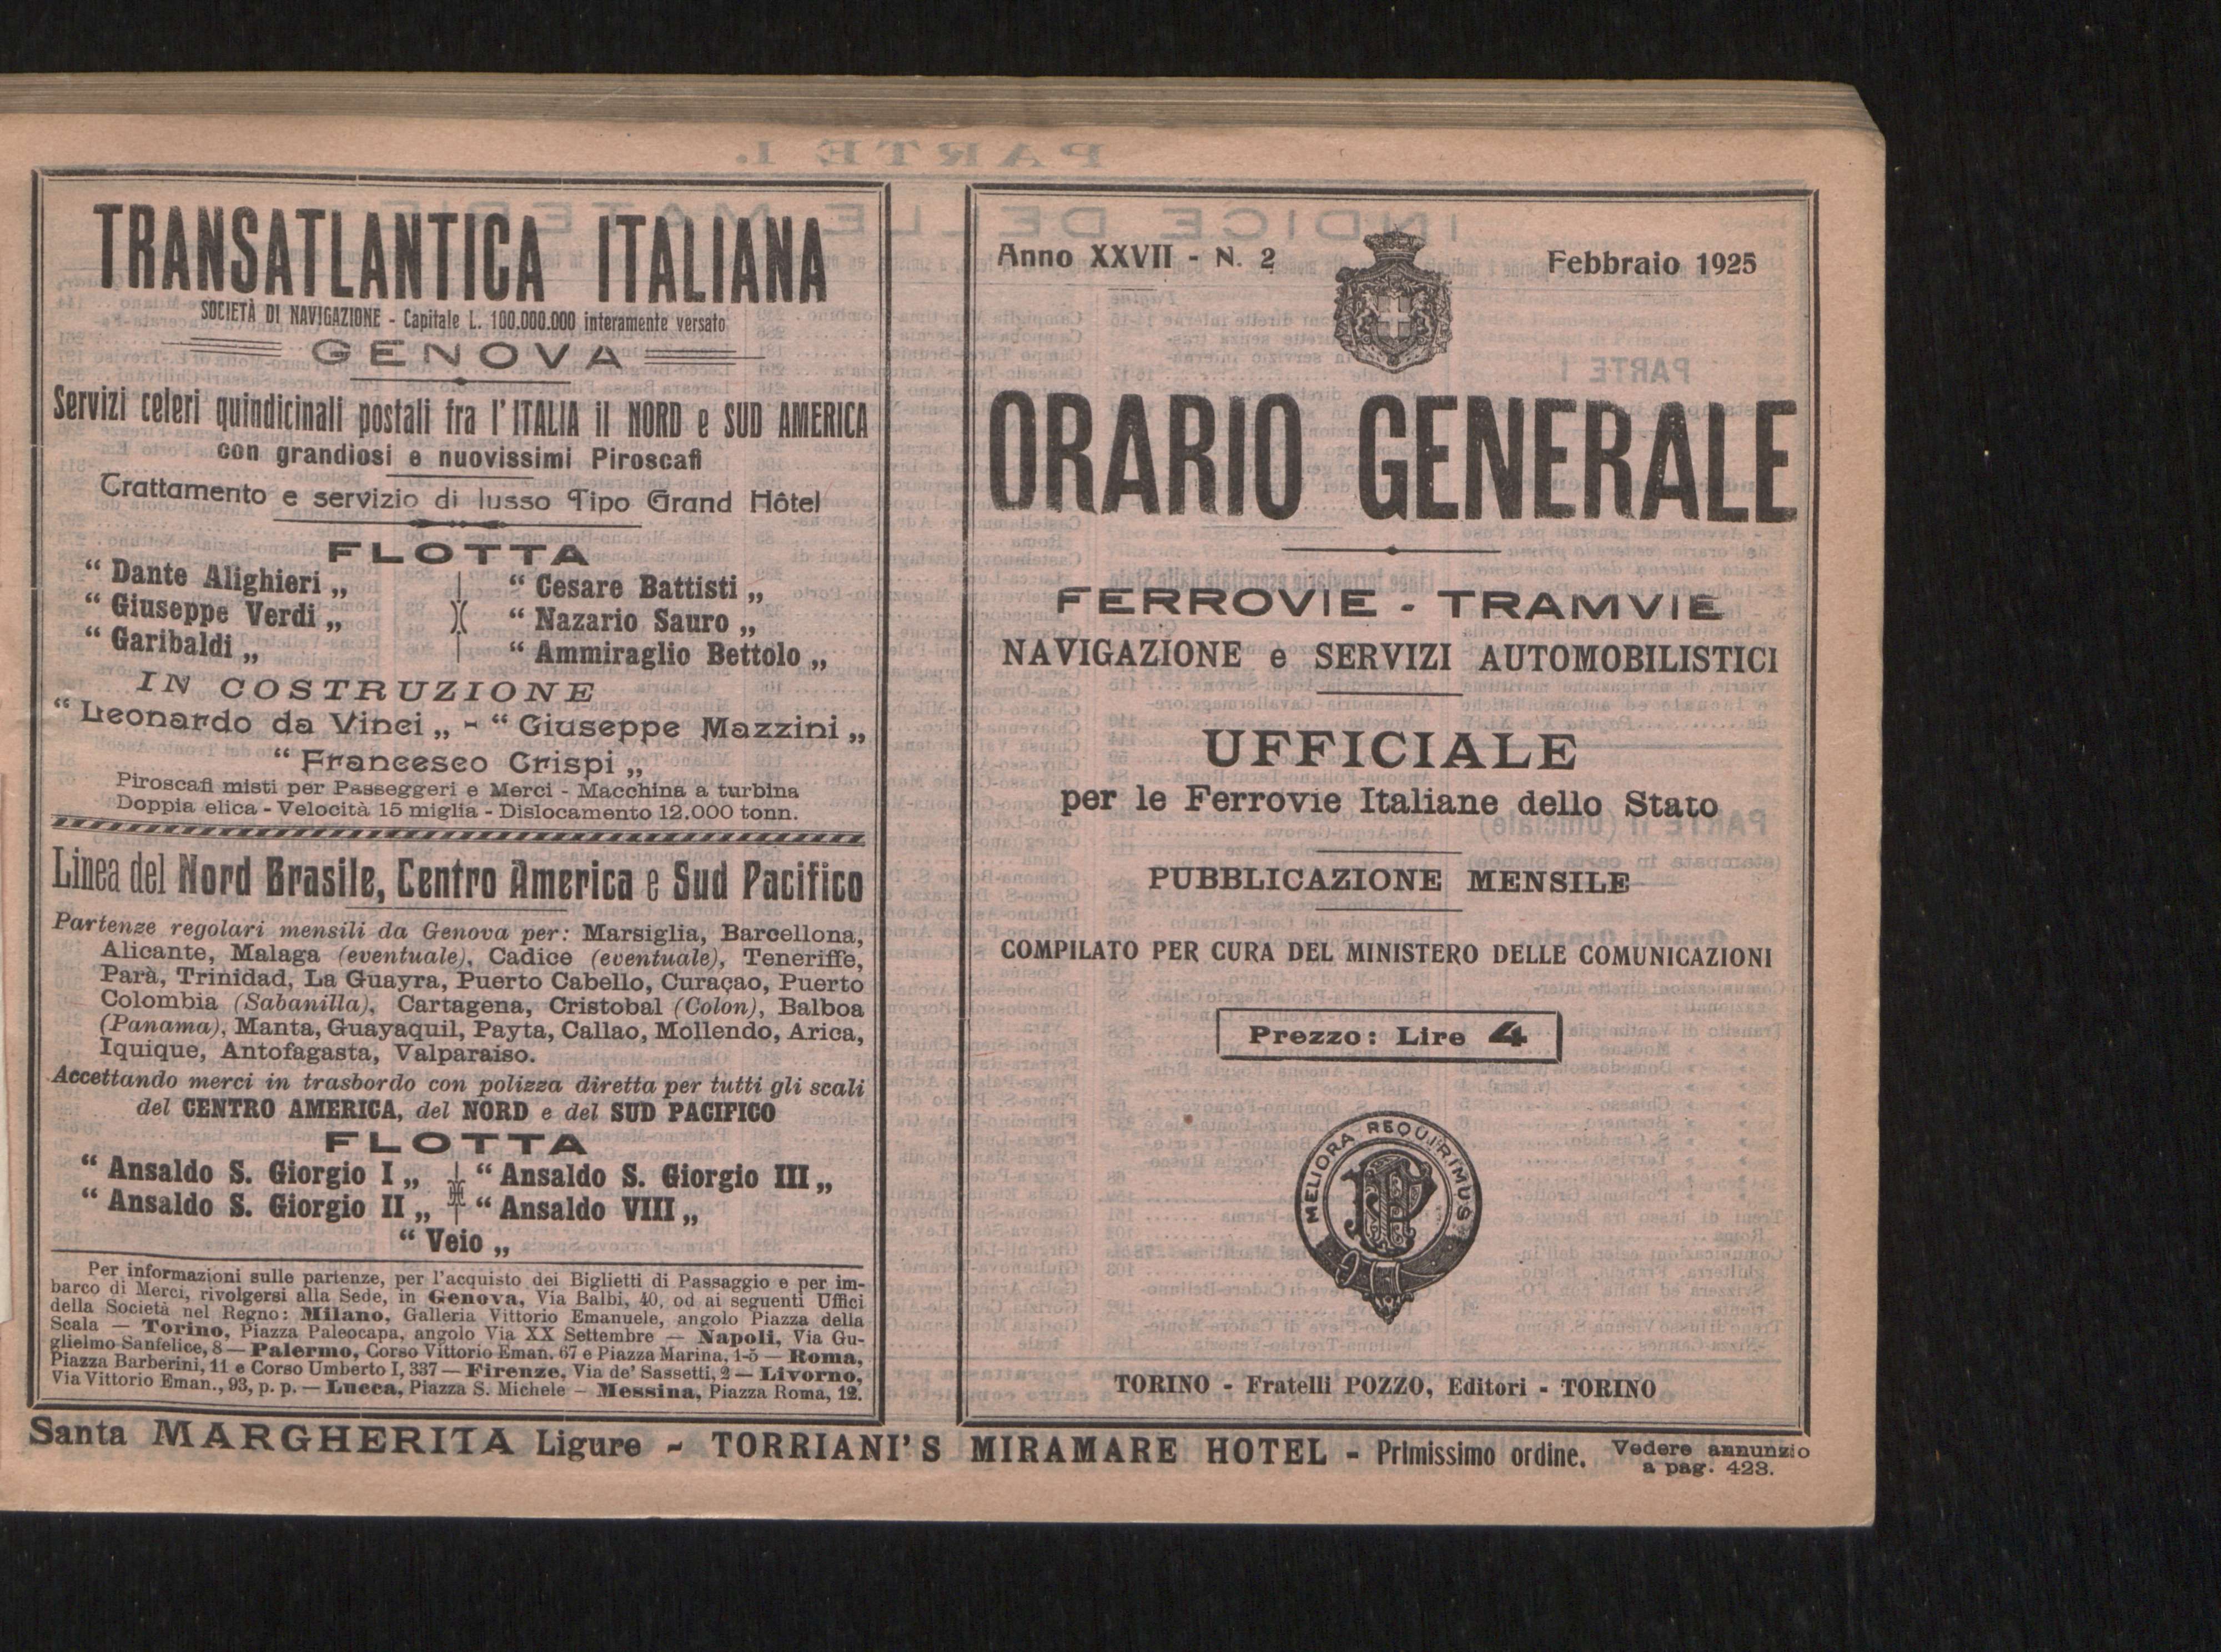 TRANSATLANTICA ITALIANA
SOCIETÀ DI NAVIGAZIONE - Capitale L. 100.000.000 interamente versato
GENOVA
Servizi celeri quindicinali postali fra l'ITALIA il NORD e SUD AMERICA
con grandiosi e nuovissimi Piroscafi
Trattamento e servizio di lusso Tipo Grand Hôtel
FLOTTA
“ Dante Alighieri „ “ Cesare Battisti „
“ Giuseppe Verdi „ “ Nazario Sauro „
“ Garibaldi „ “ Ammiraglio Bettolo „
IN COSTRUZIONE
“ Leonardo da Vinci „ - “ Giuseppe Mazzini „
“ Francesco Crispi „
Piroscafi misti per Passeggeri e Merci - Macchina a turbina
Doppia elica - Velocità 15 miglia - Dislocamento 12.000 tonn.
Linea del Nord Brasile, Centro America e Sud Pacifico
Partenze regolari mensili da Genova per: Marsiglia, Barcellona,
Alicante, Malaga (eventuale), Cadice (eventuale), Teneriffe,
Parà, Trinidad, La Guayra, Puerto Cabello, Curaçao, Puerto
Colombia (Sabanilla), Cartagena, Cristobal (Colon), Balboa
(Panama), Manta, Guayaquil, Payta, Callao, Mollendo, Arica,
Iquique, Antofagasta, Valparaiso.
Accettando merci in trasbordo con polizza diretta per tutti gli scali
del CENTRO AMERICA, del NORD e del SUD PACIFICO
FLOTTA
“ Ansaldo S. Giorgio I „ “ Ansaldo S. Giorgio III „
“ Ansaldo S. Giorgio II „ “ Ansaldo VIII „
“ Veio „
Per informazioni sulle partenze, per l'acquisto dei Biglietti di Passaggio e per im-
barco di Merci, rivolgersi alla Sede, in Genova, Via Balbi, 40, od ai seguenti Uffici
della Società nel Regno: Milano, Galleria Vittorio Emanuele, angolo Piazza della
Scala — Torino, Piazza Paleocapa, angolo Via XX Settembre — Napoli, Via Gu-
glielmo Sanfelice, 8 — Palermo, Corso Vittorio Eman. 67 e Piazza Marina, 1-5 — Roma,
Piazza Barberini, 11 e Corso Umberto I, 337 — Firenze, Via de' Sassetti, 2 — Livorno,
Via Vittorio Eman., 93, p. p. — Lucca, Piazza S. Michele — Messina, Piazza Roma, 12.
Anno XXVII - N. 2 Febbraio 1925
ORARIO GENERALE
FERROVIE - TRAMVIE
NAVIGAZIONE e SERVIZI AUTOMOBILISTICI
UFFICIALE
per le Ferrovie Italiane dello Stato
PUBBLICAZIONE MENSILE
COMPILATO PER CURA DEL MINISTERO DELLE COMUNICAZIONI
Prezzo: Lire 4
MELIORA REQUIRIMUS
FP
TORINO - Fratelli POZZO, Editori - TORINO
Santa MARGHERITA Ligure - TORRIANI'S MIRAMARE HOTEL - Primissimo ordine. Vedere annunzio
a pag. 423.